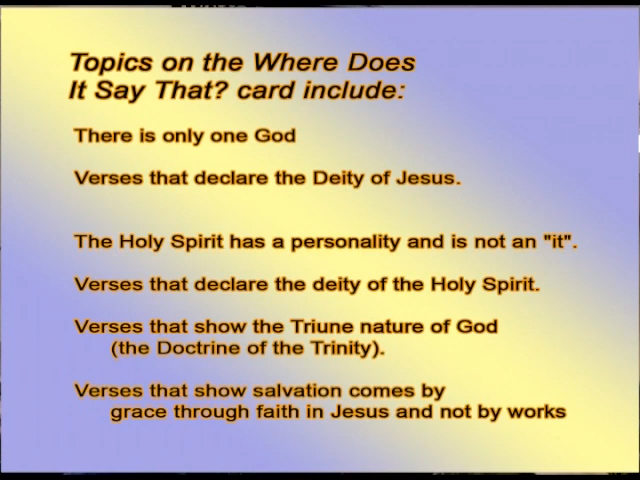 Topics on the Where Does
It Say That? card include:
There is only one God
Verses that declare the Deity of Jesus.
The Holy Spirit has a personality and is not an "it".
Verses that declare the deity of the Holy Spirit.
Verses that show the Triune nature of God
(the Doctrine of the Trinity).
Verses that show salvation comes by
grace through faith in Jesus and not by works